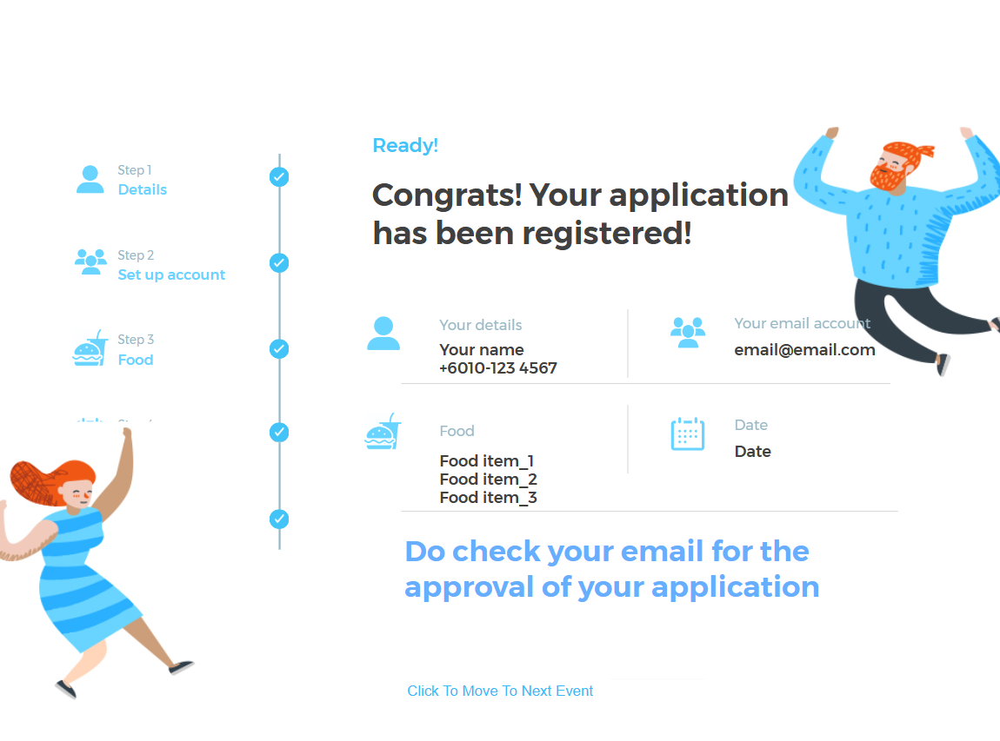 Step 1
Details
Step 2
Set up account
Step 3
Food
Ready!
Congrats! Your application
has been registered!
Your details
Your name
+6010-123 4567
Your email account
email@email.com
Food
Food item_1
Food item_2
Food item_3
Date
Date
Do check your email for the
approval of your application
Click To Move To Next Event